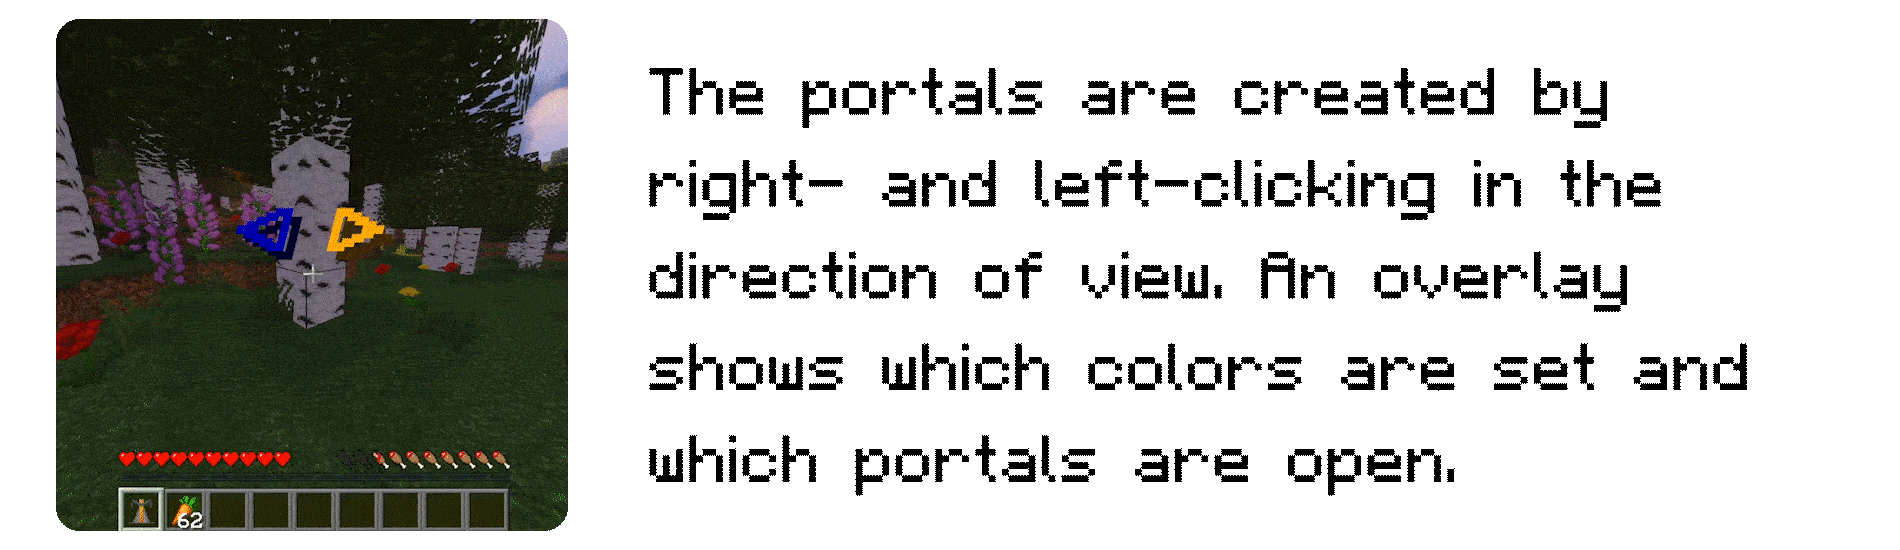 The portals are created by
right- and left-clicking in the
direction of view. An overlay
shows which colors are set and
which portals are open.
62